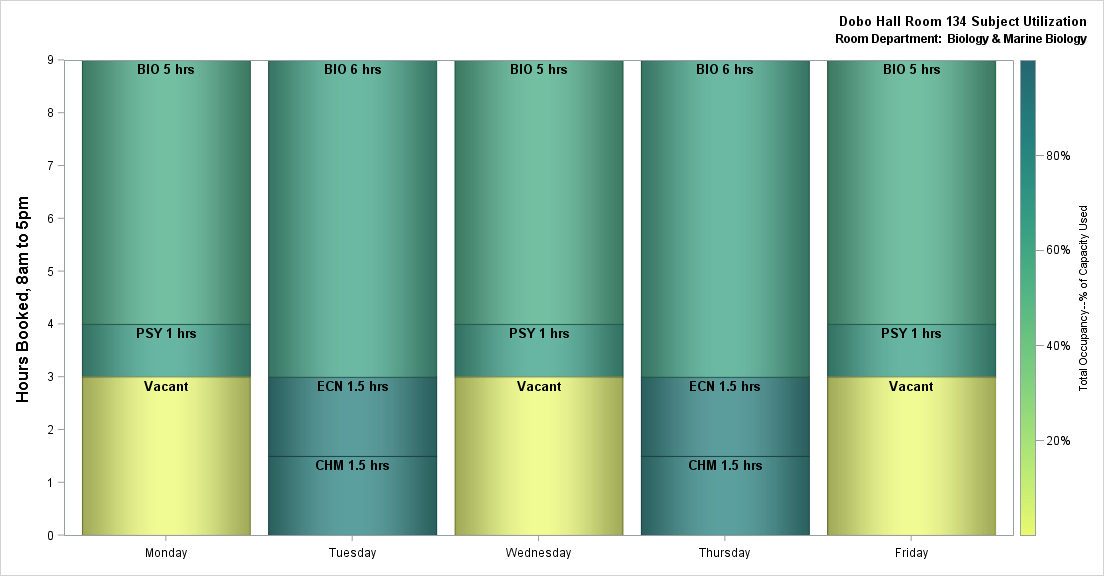 Dobo Hall Room 134 Subject Utilization
Room Department: Biology & Marine Biology
Hours Booked, 8am to 5pm
9
8
7
6
5
4
3
2
1
0
BIO 5 hrs
PSY 1 hrs
Vacant
BIO 6 hrs
ECN 1.5 hrs
CHM 1.5 hrs
BIO 5 hrs
PSY 1 hrs
Vacant
BIO 6 hrs
ECN 1.5 hrs
CHM 1.5 hrs
BIO 5 hrs
PSY 1 hrs
Vacant
Monday
Tuesday
Wednesday
Thursday
Friday
80%
60%
40%
20%
Total Occupancy--% of Capacity Used